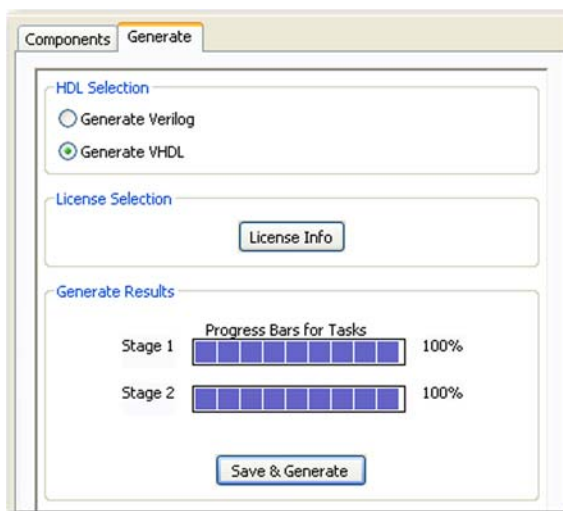 Components Generate
HDL Selection
Generate Verilog
Generate VHDL
License Selection
License Info
Generate Results
Progress Bars for Tasks
Stage 1 100%
Stage 2 100%
Save & Generate